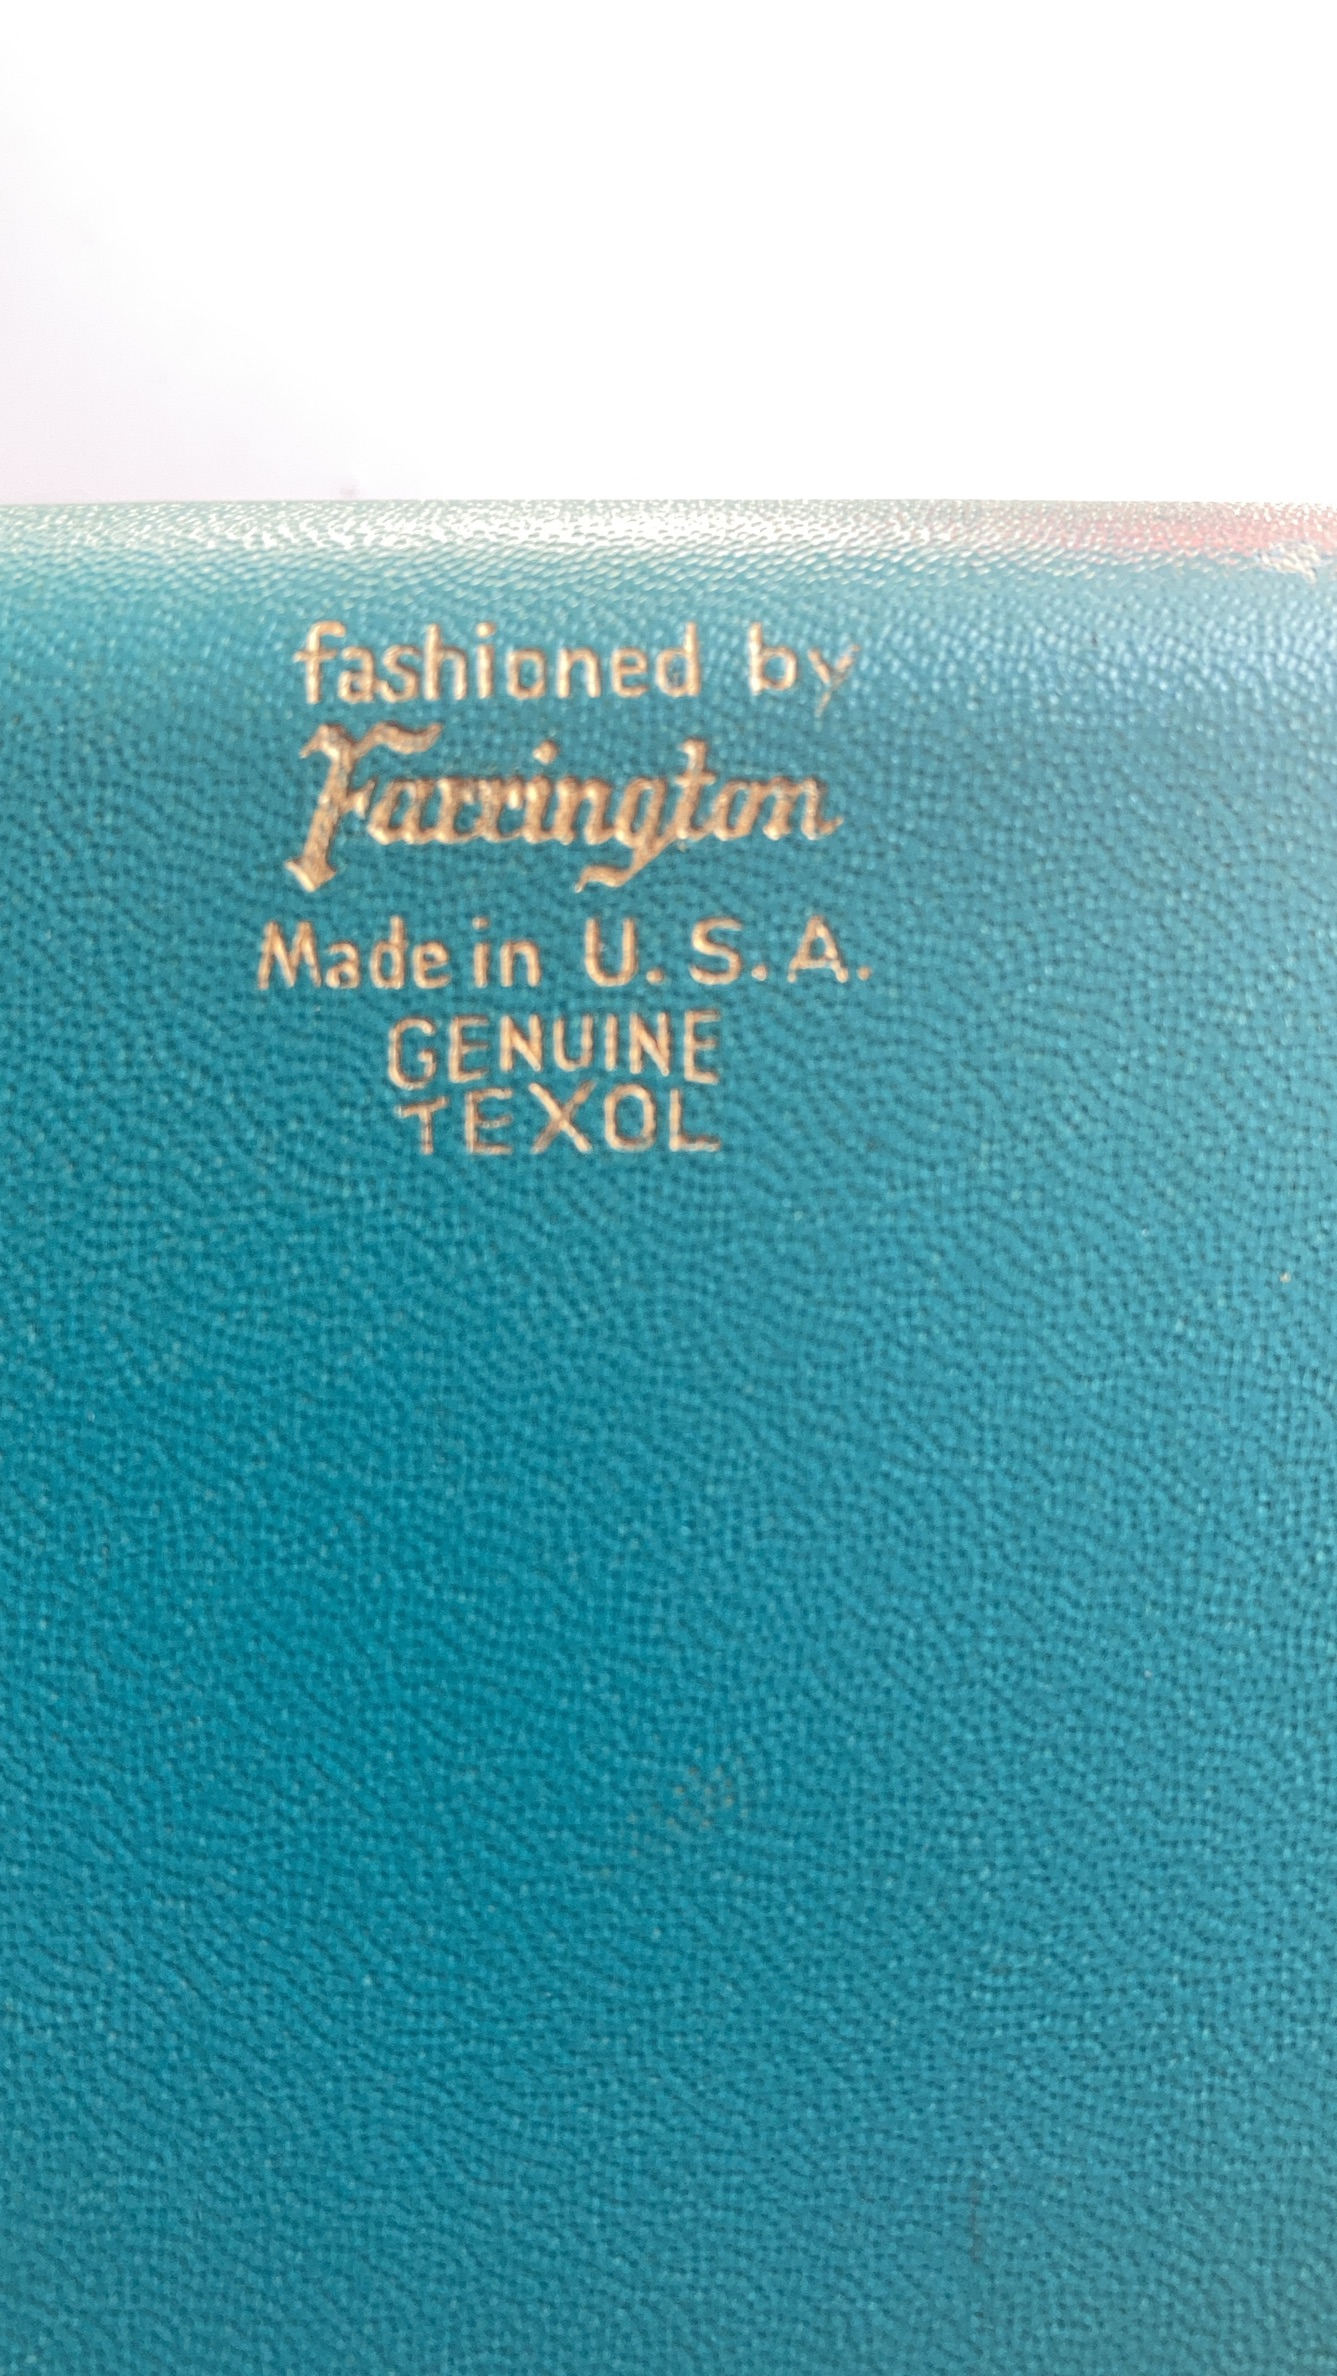 fashioned by
Farrington
Made in U.S.A.
GENUINE
TEXOL